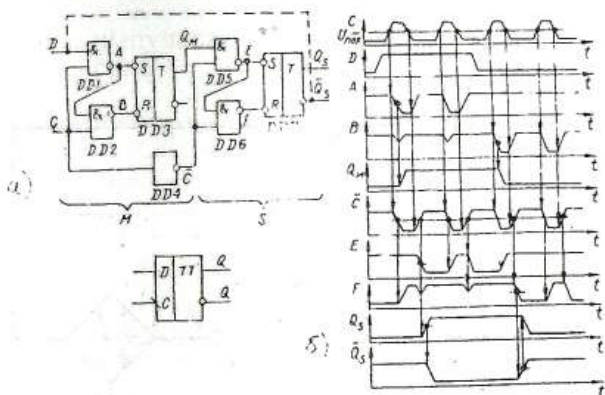 D
C
&
A
DD1
&
B
DD2
S
T
R
DD3
Q_M
&
E
DD5
&
F
DD6
S
T
R
Q_S
Q̄_S
DD4
C̄
а)
M
S
D
TT
C
Q
Q
C
U_пор
t
D
t
A
t
B
t
Q_M
t
C̄
t
E
t
F
t
Q_S
t
б)
Q̄_S
t